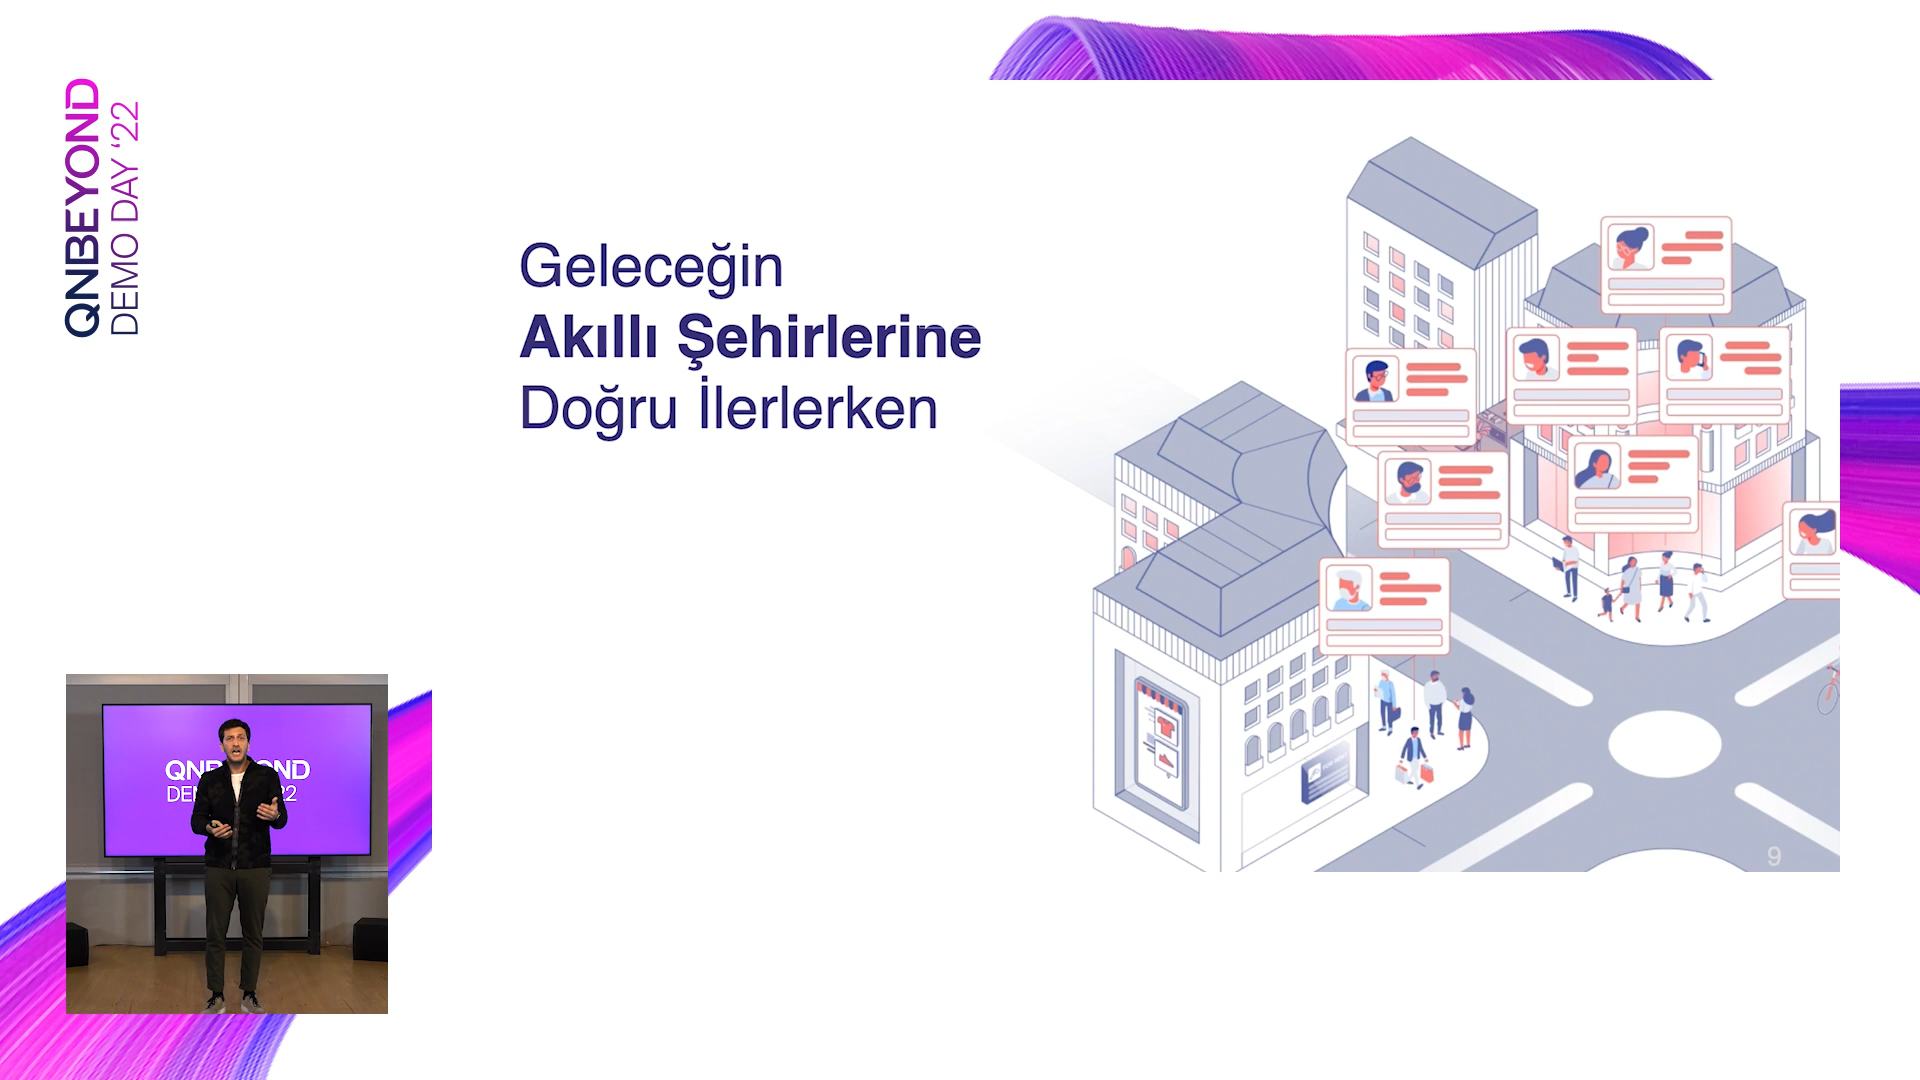 QNBEYOND
DEMO DAY ‘22
Geleceğin
Akıllı Şehirlerine
Doğru İlerlerken
9